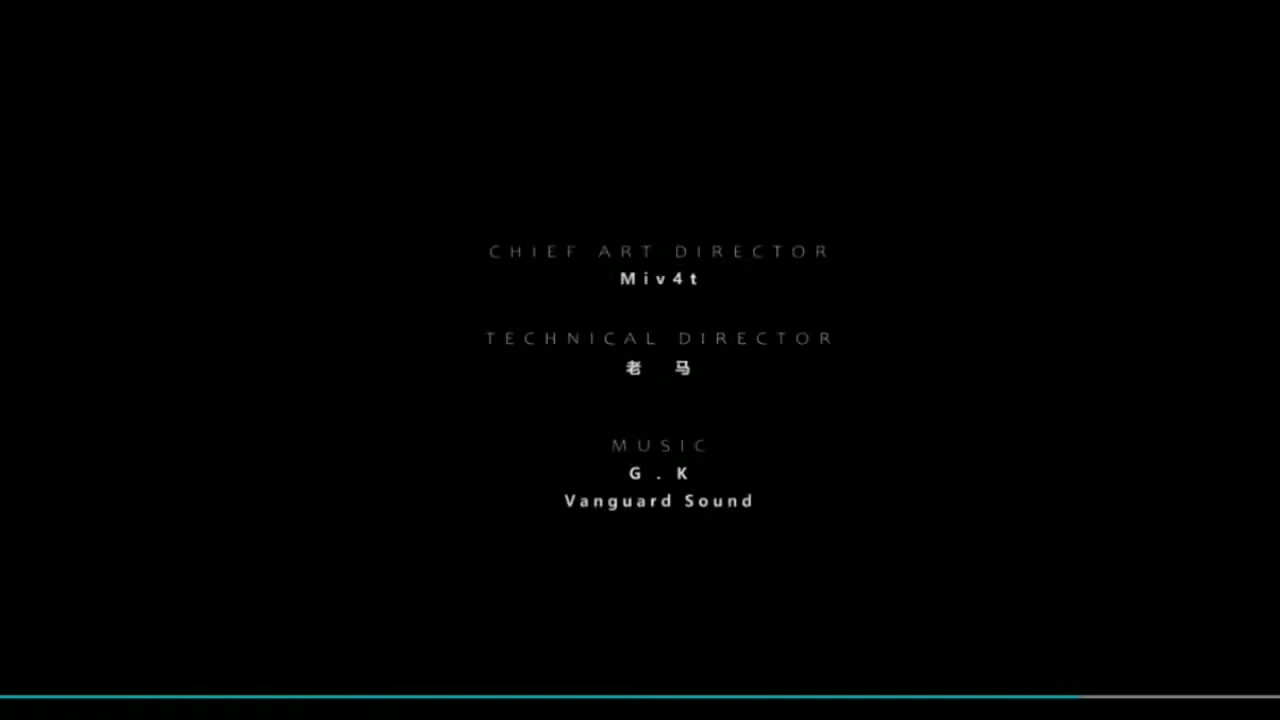 CHIEF ART DIRECTOR
Miv4t
TECHNICAL DIRECTOR
老 马
MUSIC
G . K
Vanguard Sound